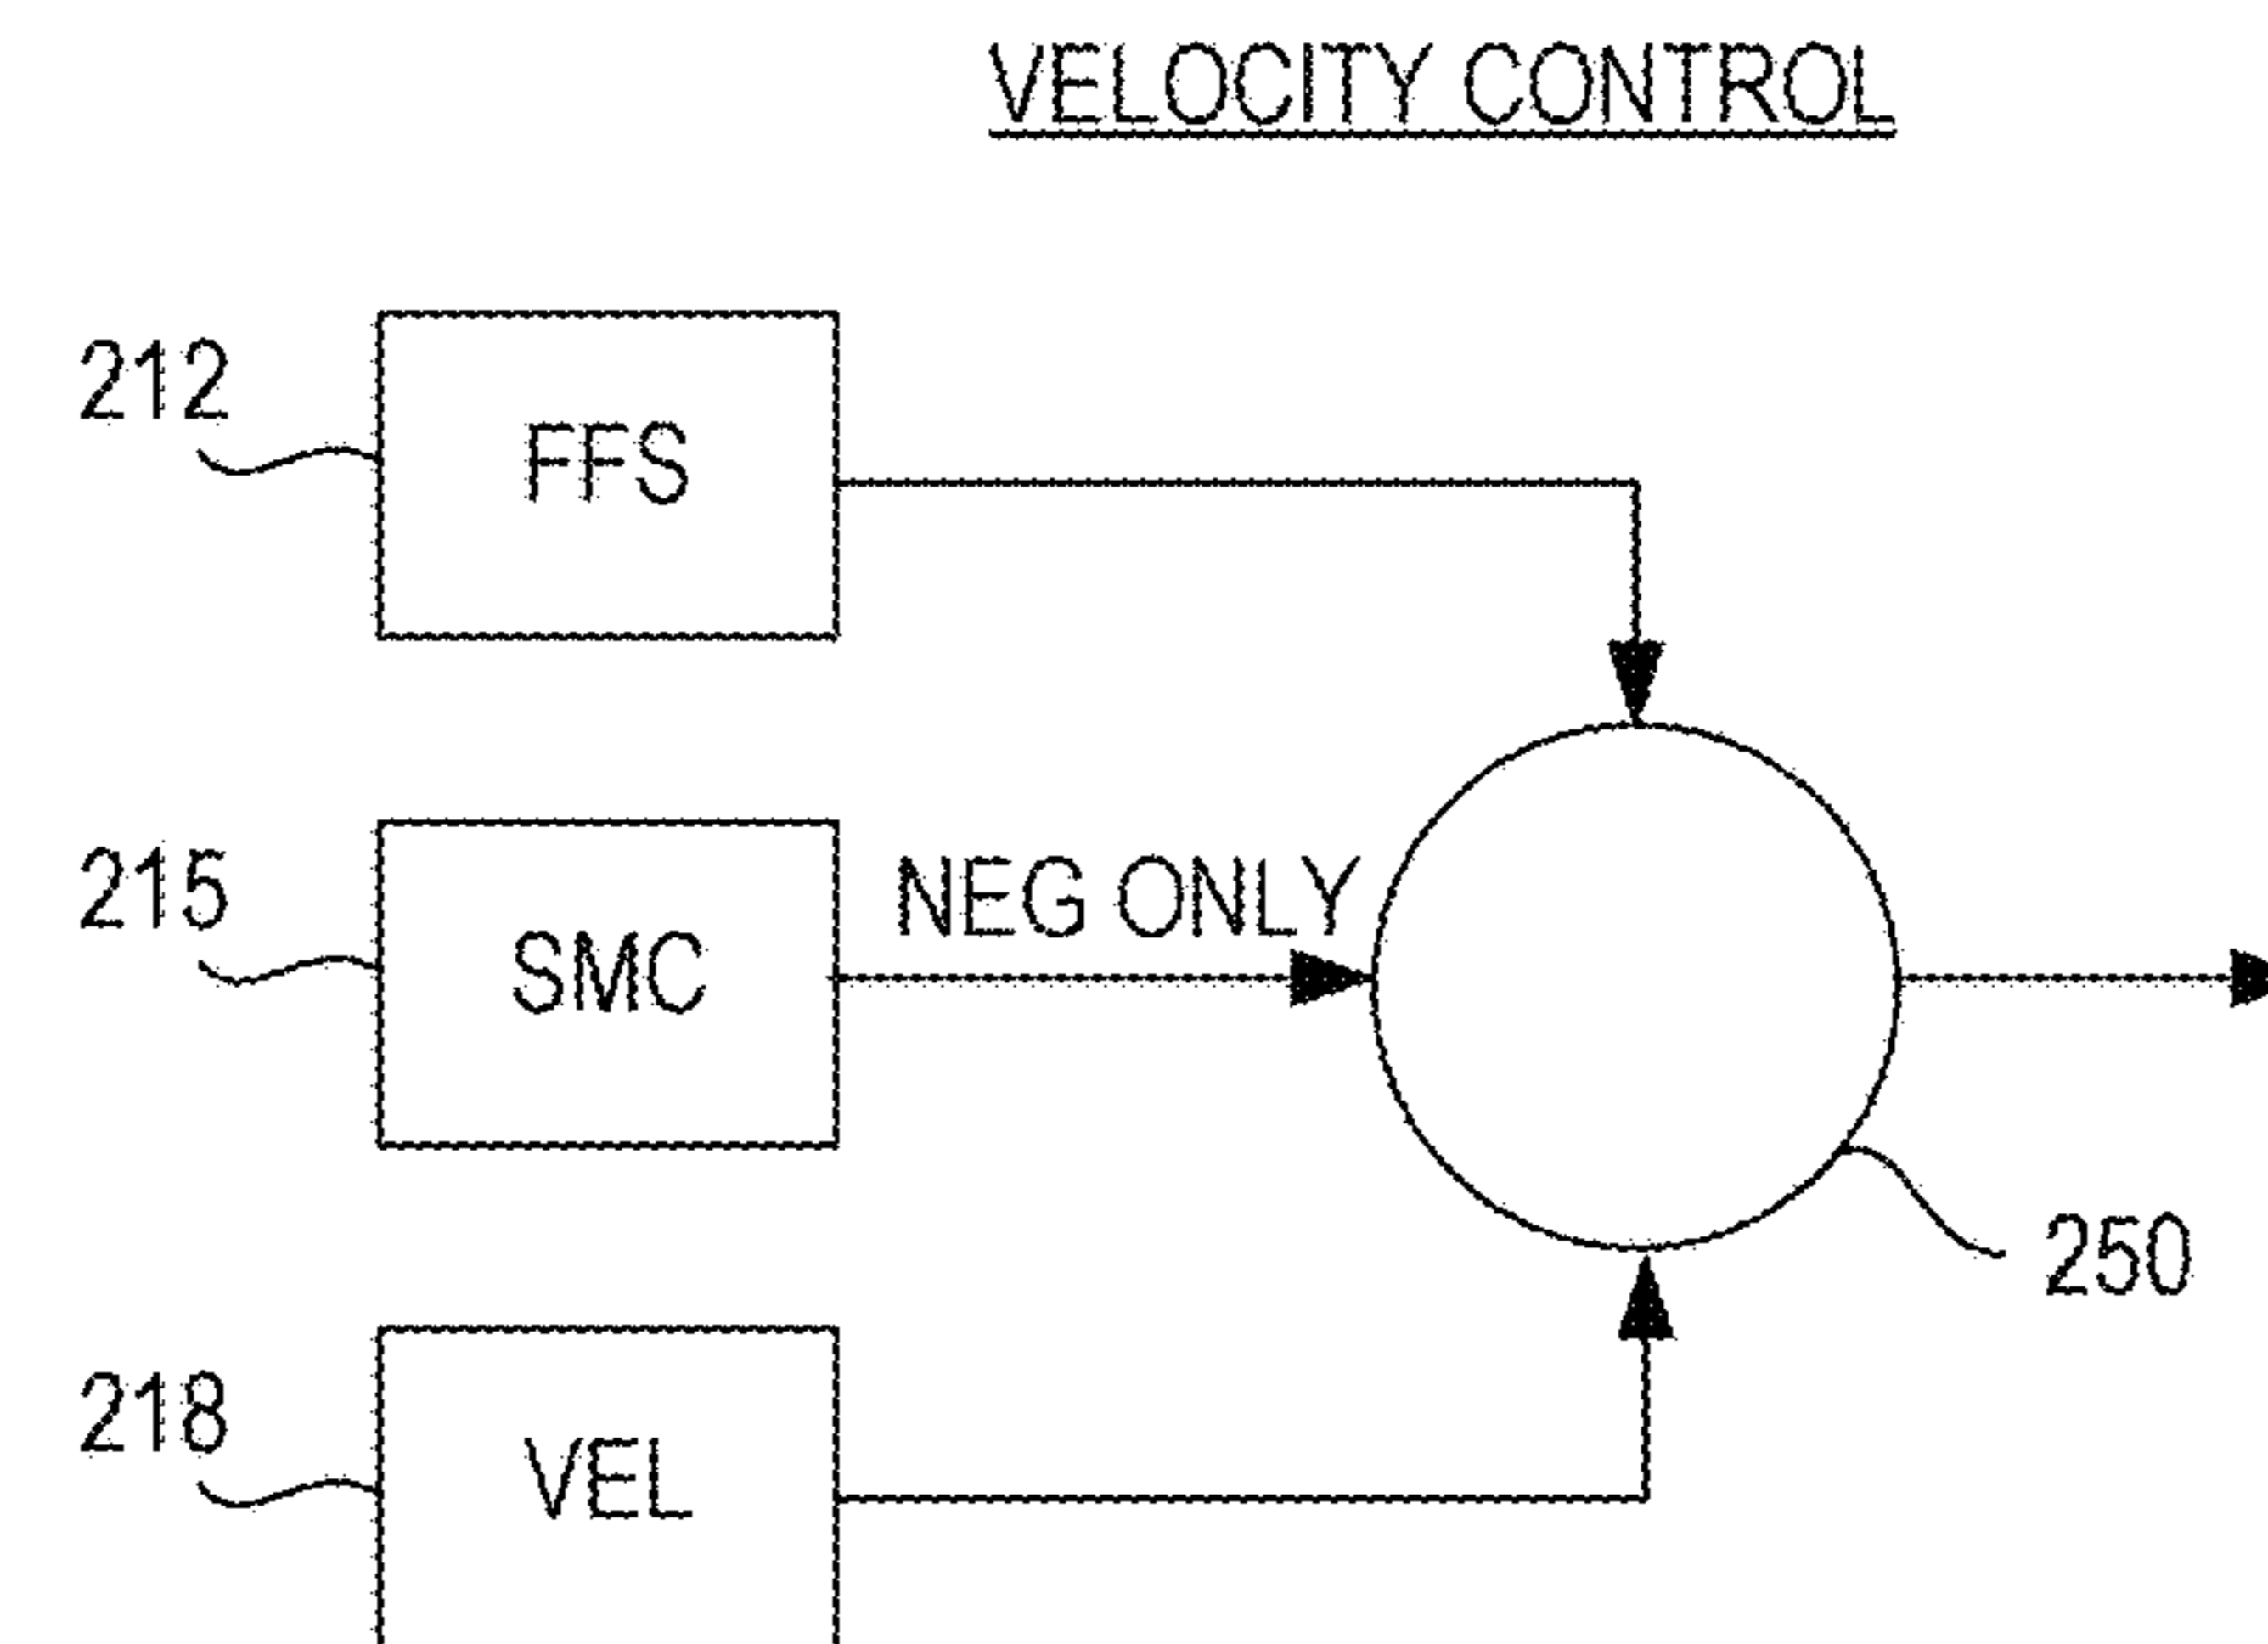 VELOCITY CONTROL
212
FFS
215
SMC
NEG ONLY
250
218
VEL